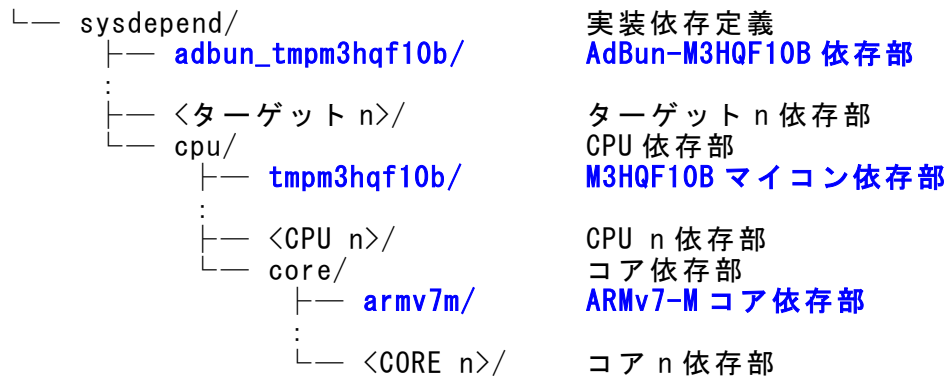 └─ sysdepend/ 実装依存定義
├─ adbun_tmpm3hqf10b/ AdBun-M3HQF10B 依存部
:
├─ <ターゲット n>/ ターゲット n 依存部
└─ cpu/ CPU 依存部
├─ tmpm3hqf10b/ M3HQF10B マイコン依存部
:
├─ <CPU n>/ CPU n 依存部
└─ core/ コア依存部
├─ armv7m/ ARMv7-M コア依存部
:
└─ <CORE n>/ コア n 依存部